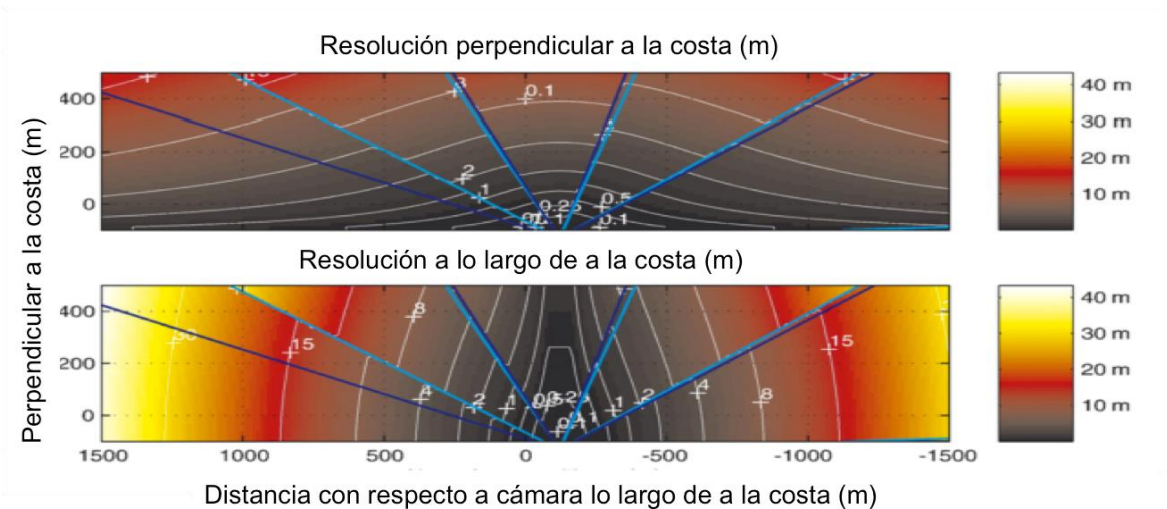 Resolución perpendicular a la costa (m)
Perpendicular a la costa (m)
400
200
0
8
0.1
2
1
0.25
0.5
0.1
40 m
30 m
20 m
10 m
Resolución a lo largo de a la costa (m)
400
200
0
30
15
8
4
2
1
1
2
4
8
15
40 m
30 m
20 m
10 m
1500 1000 500 0 -500 -1000 -1500
Distancia con respecto a cámara lo largo de a la costa (m)